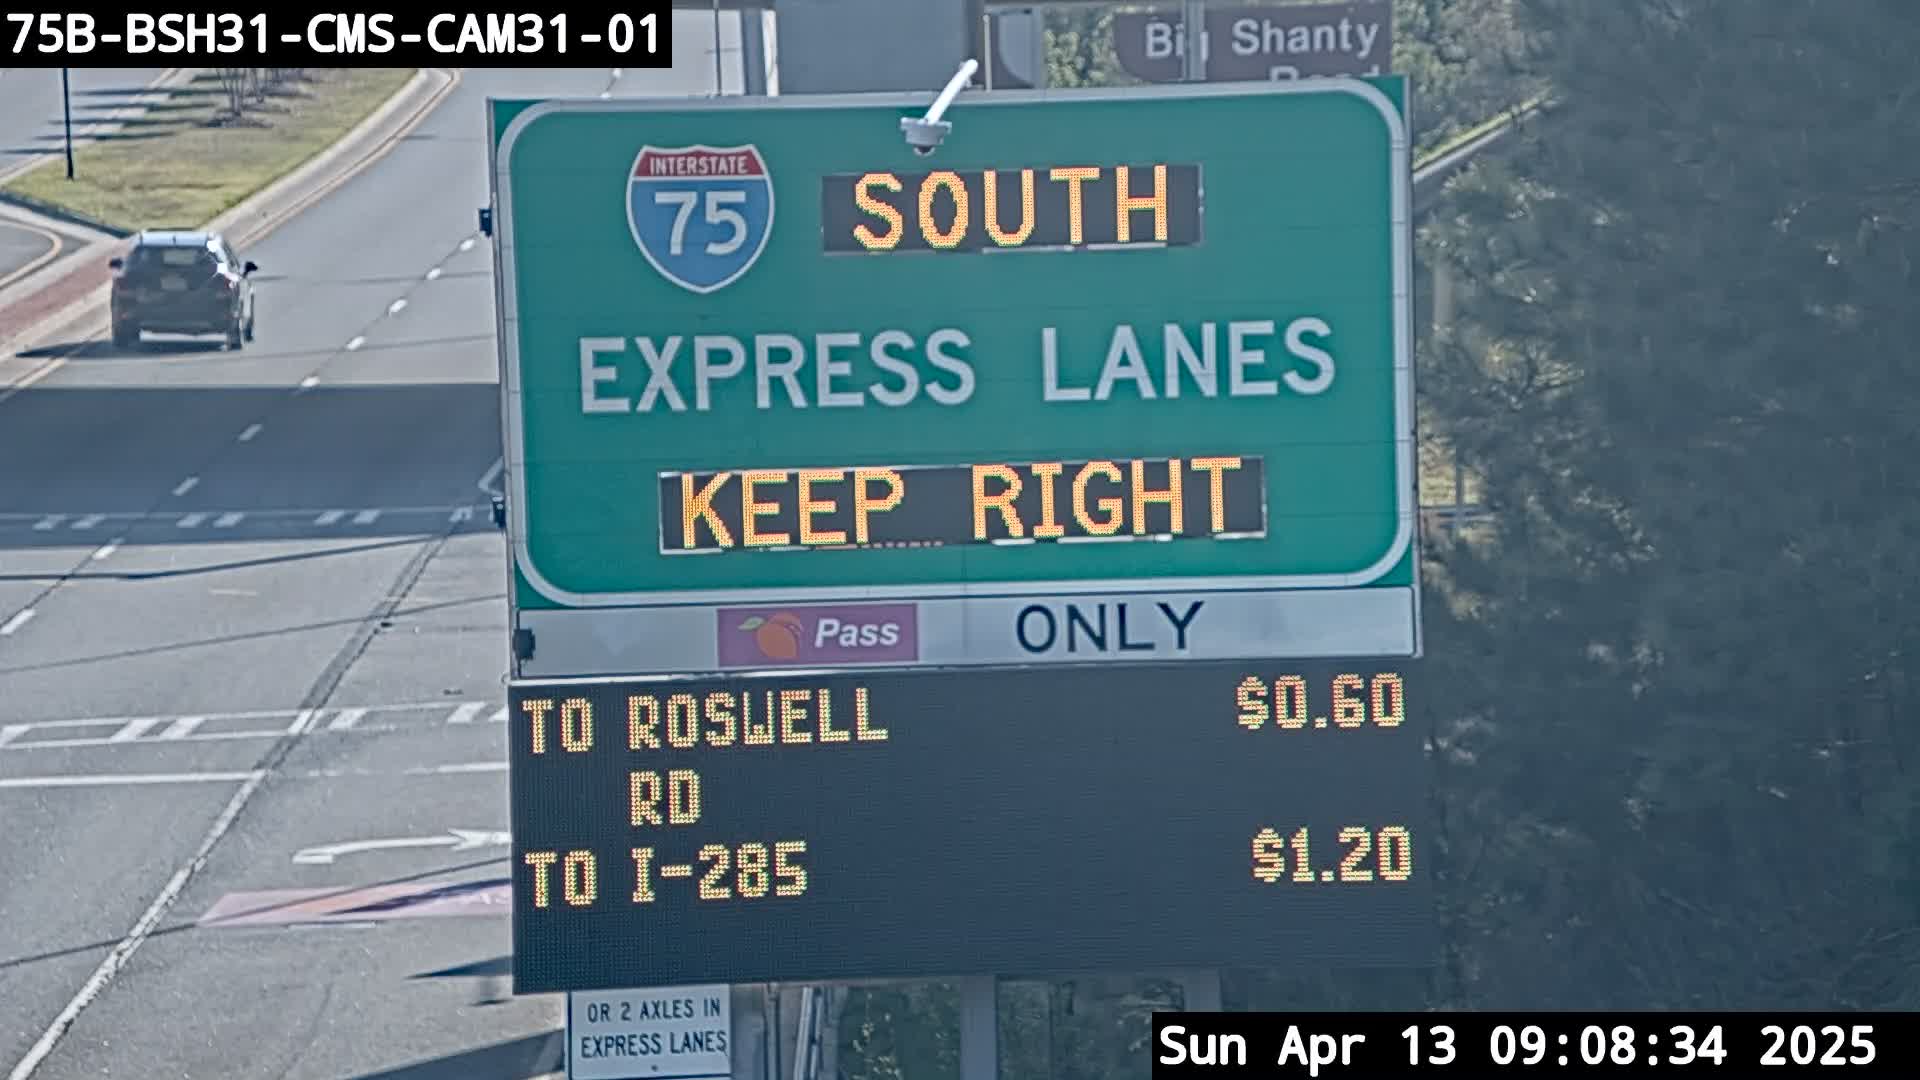 75B-BSH31-CMS-CAM31-01
Big Shanty
Road
INTERSTATE
75
SOUTH
EXPRESS LANES
KEEP RIGHT
Pass ONLY
TO ROSWELL $0.60
RD
TO I-285 $1.20
OR 2 AXLES IN
EXPRESS LANES
Sun Apr 13 09:08:34 2025